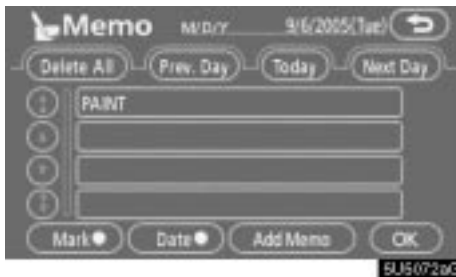 Memo M/D/Y 9/6/2005(Tue)
Delete All Prev. Day Today Next Day
PAINT
Mark Date Add Memo OK
5U5072aG